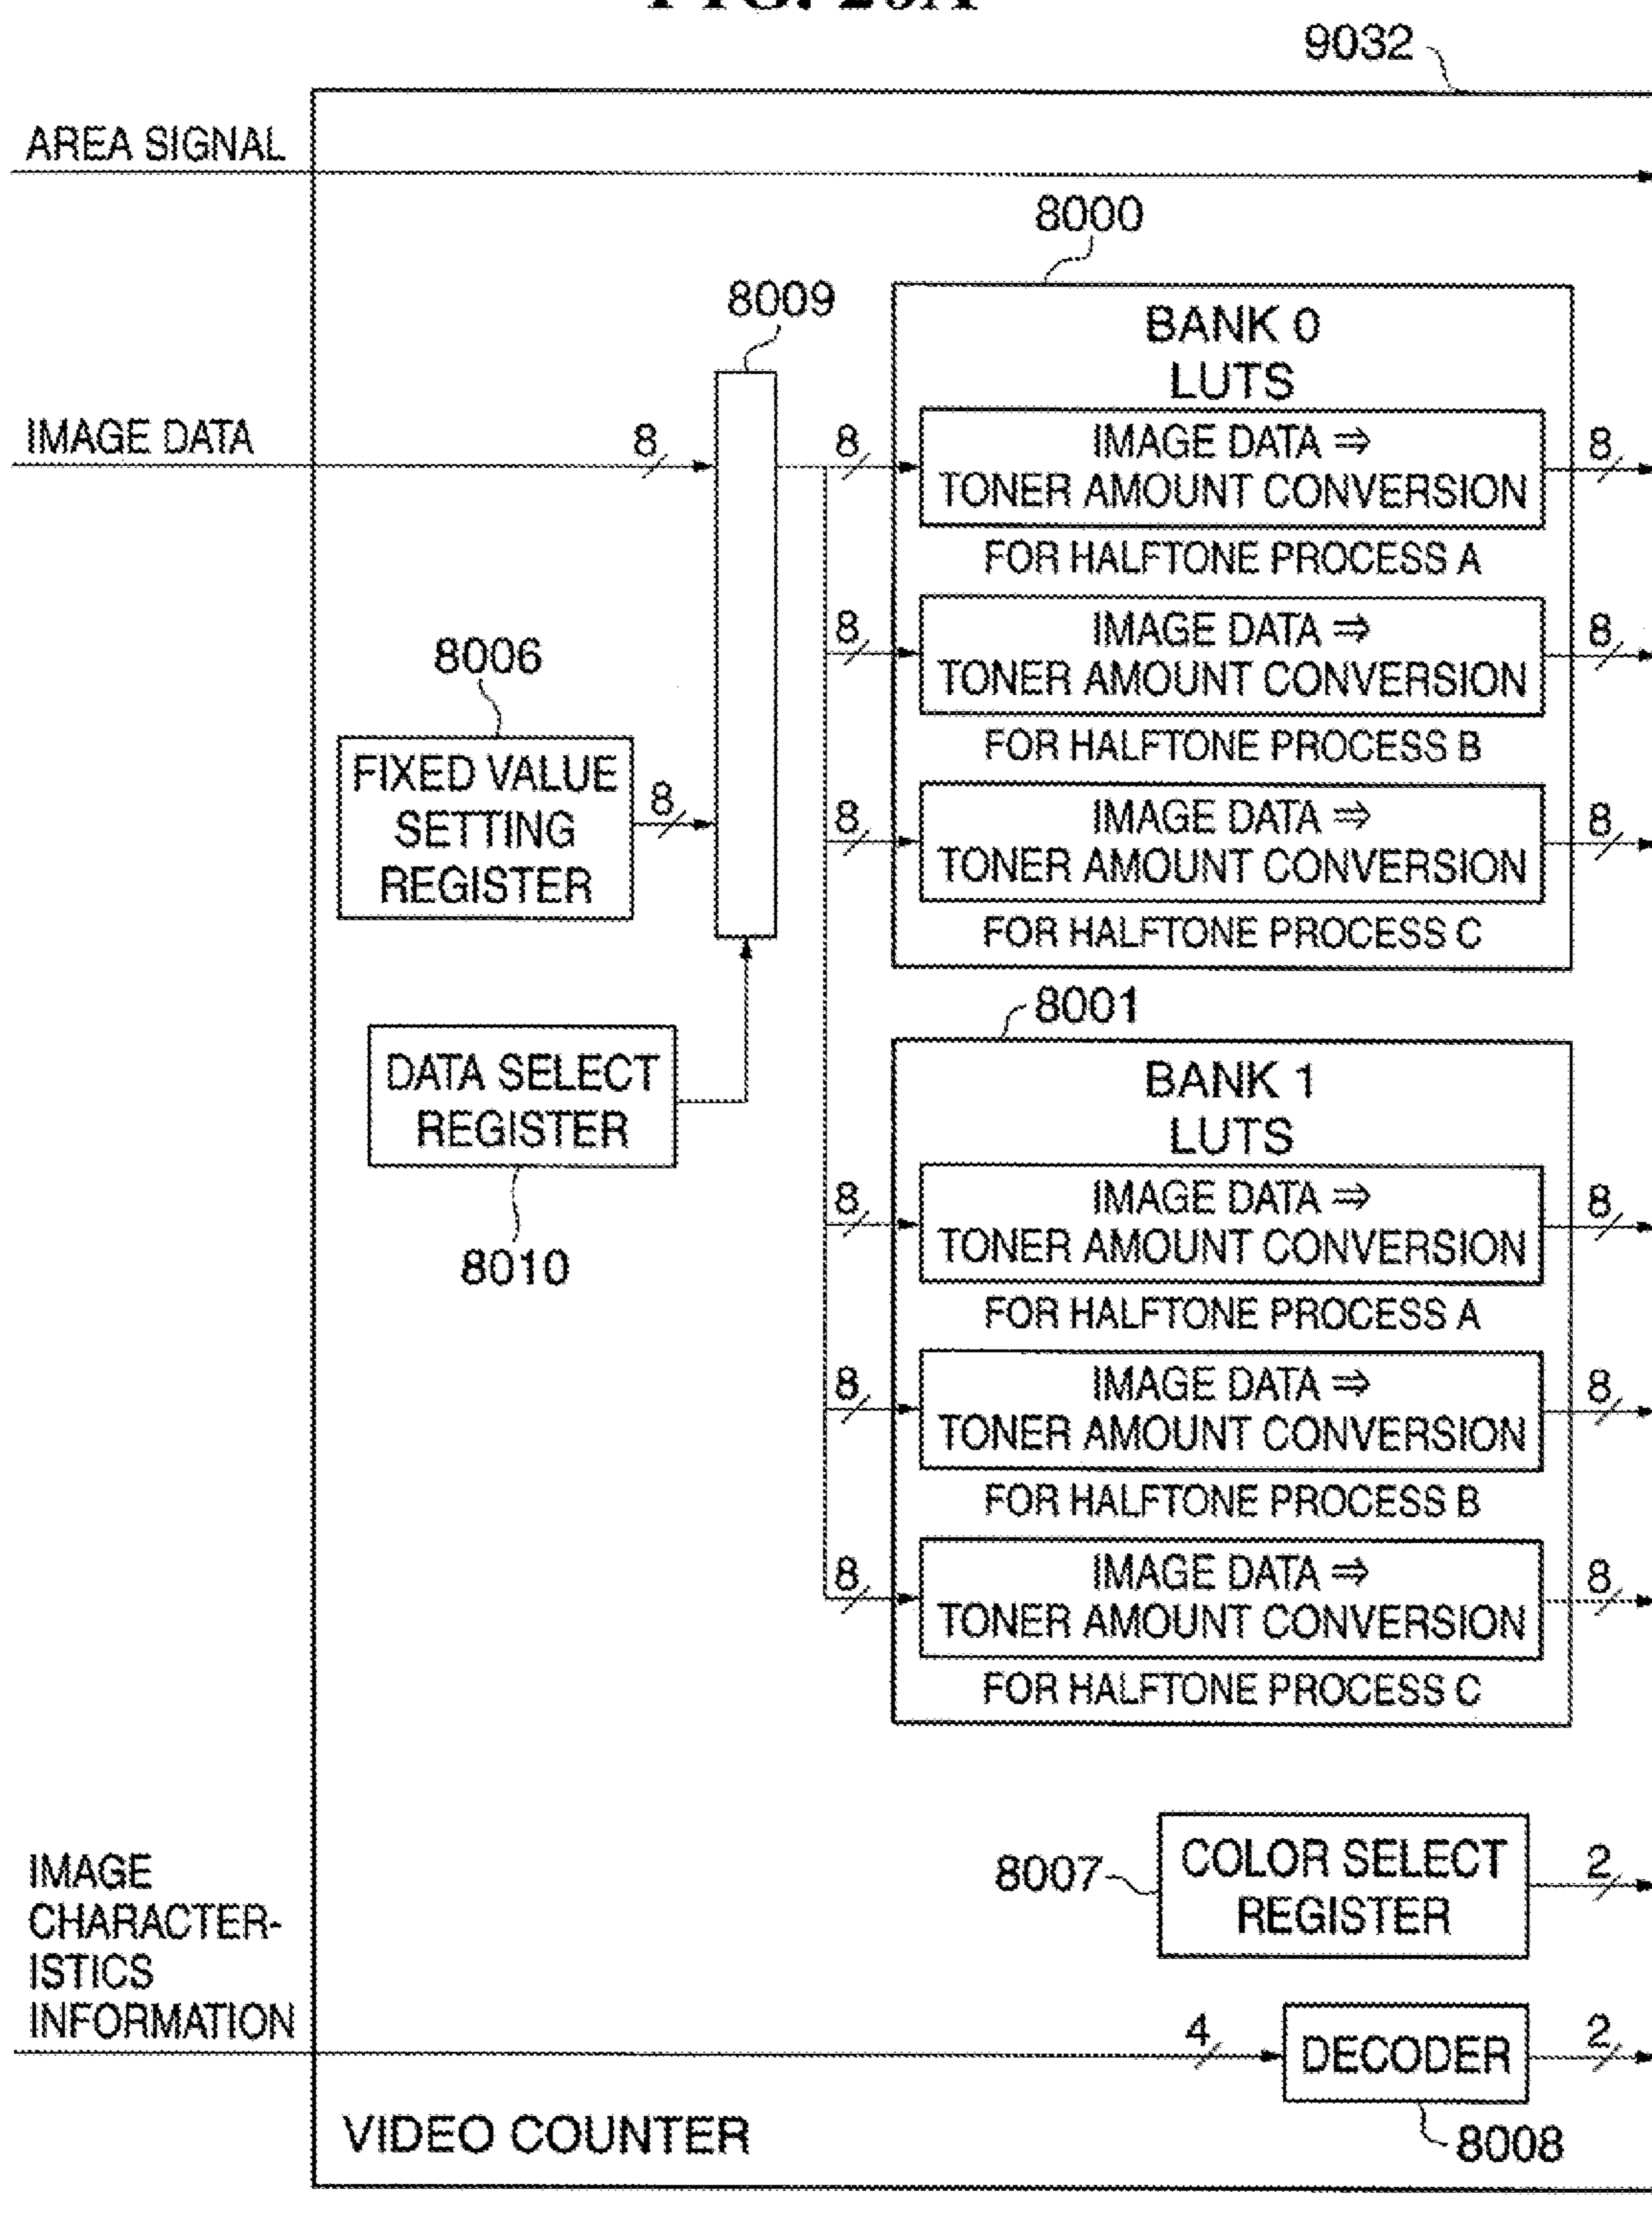 9032
AREA SIGNAL
8000
8009
BANK 0
LUTS
IMAGE DATA
8
8
IMAGE DATA ⇒
TONER AMOUNT CONVERSION
8
FOR HALFTONE PROCESS A
8
IMAGE DATA ⇒
TONER AMOUNT CONVERSION
8
FOR HALFTONE PROCESS B
8006
FIXED VALUE
SETTING
REGISTER
8
8
IMAGE DATA ⇒
TONER AMOUNT CONVERSION
8
FOR HALFTONE PROCESS C
8001
DATA SELECT
REGISTER
8010
BANK 1
LUTS
8
IMAGE DATA ⇒
TONER AMOUNT CONVERSION
8
FOR HALFTONE PROCESS A
8
IMAGE DATA ⇒
TONER AMOUNT CONVERSION
8
FOR HALFTONE PROCESS B
8
IMAGE DATA ⇒
TONER AMOUNT CONVERSION
8
FOR HALFTONE PROCESS C
8007
COLOR SELECT
REGISTER
2
IMAGE
CHARACTER-
ISTICS
INFORMATION
4
DECODER
2
8008
VIDEO COUNTER